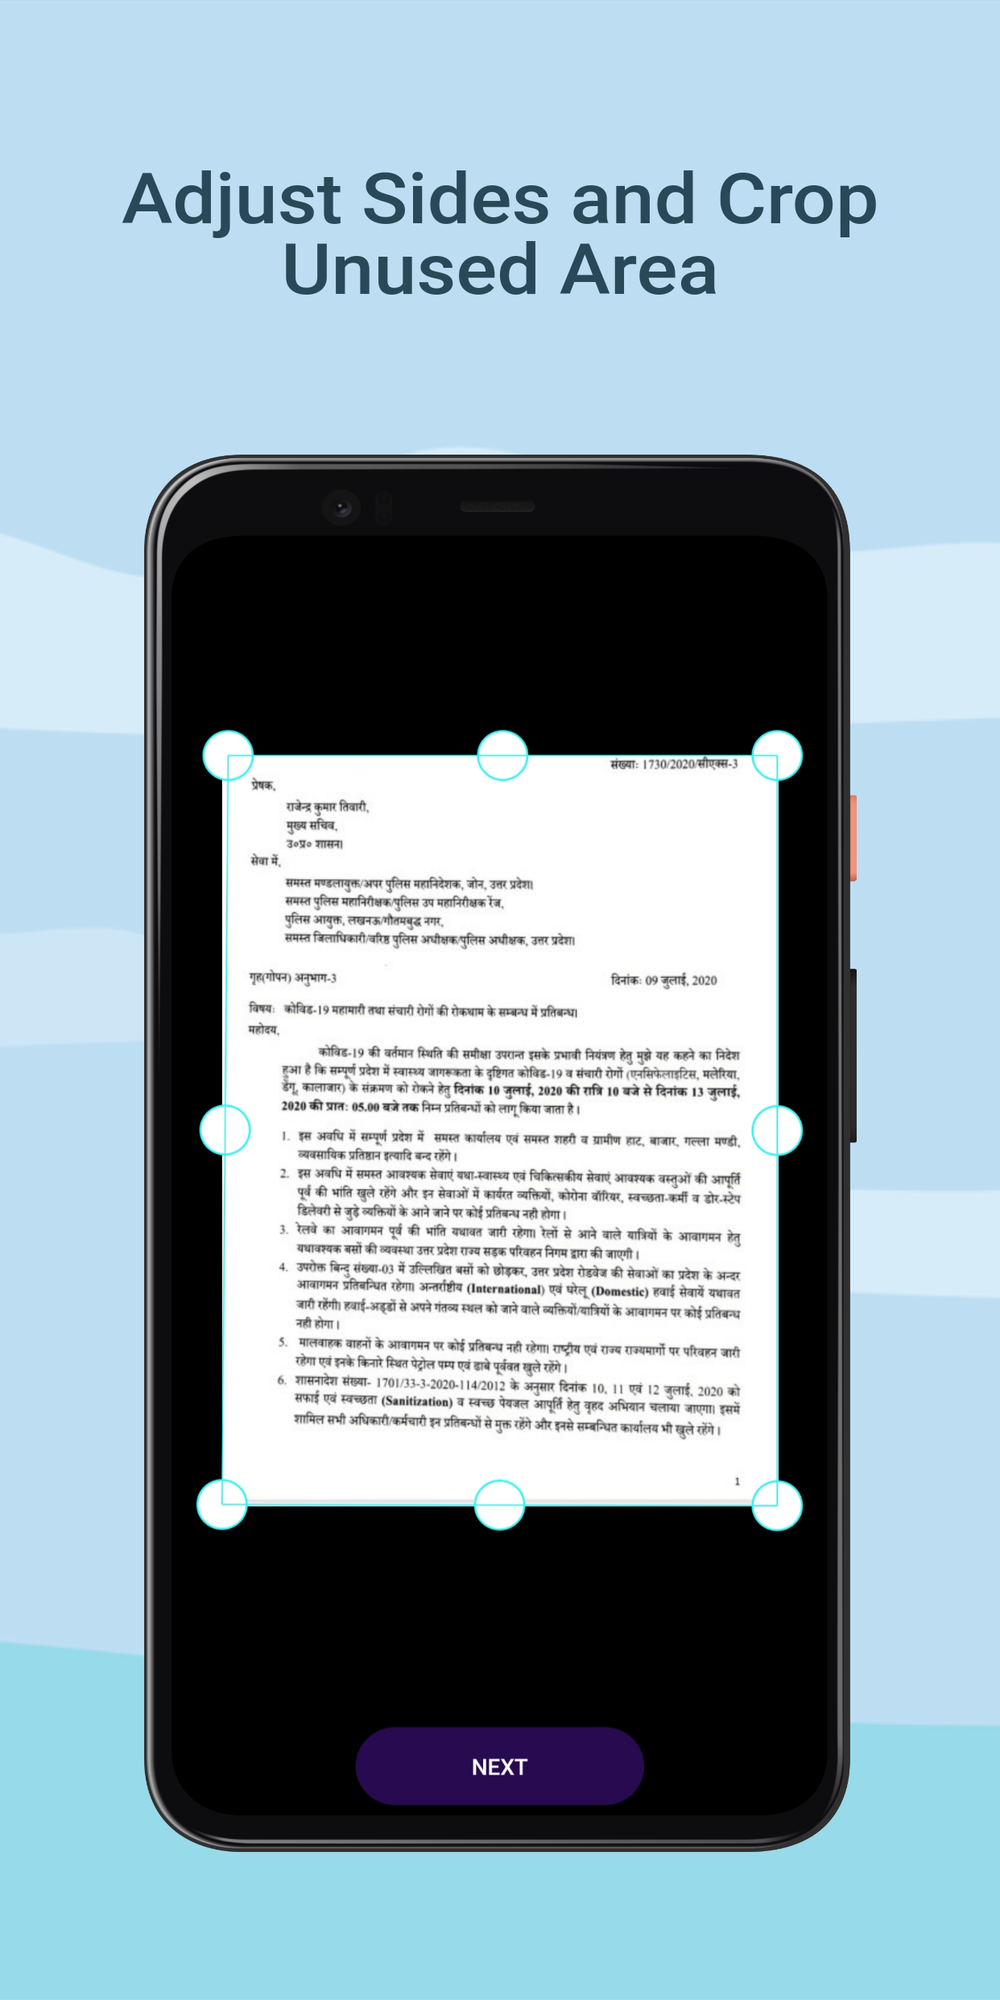 Adjust Sides and Crop
Unused Area
संख्याः 1730/2020/सीएक्स-3
प्रेषक,
राजेन्द्र कुमार तिवारी,
मुख्य सचिव,
उ०प्र० शासन।
सेवा में,
समस्त मण्डलायुक्त/अपर पुलिस महानिदेशक, जोन, उत्तर प्रदेश।
समस्त पुलिस महानिरीक्षक/पुलिस उप महानिरीक्षक रेंज,
पुलिस आयुक्त, लखनऊ/गौतमबुद्ध नगर,
समस्त जिलाधिकारी/वरिष्ठ पुलिस अधीक्षक/पुलिस अधीक्षक, उत्तर प्रदेश।
गृह(गोपन) अनुभाग-3 दिनांकः 09 जुलाई, 2020
विषयः कोविड-19 महामारी तथा संचारी रोगों की रोकथाम के सम्बन्ध में प्रतिबन्ध।
महोदय,
कोविड-19 की वर्तमान स्थिति की समीक्षा उपरान्त इसके प्रभावी नियंत्रण हेतु मुझे यह कहने का निदेश
हुआ है कि सम्पूर्ण प्रदेश में स्वास्थ्य जागरूकता के दृष्टिगत कोविड-19 व संचारी रोगों (एनसिफेलाइटिस, मलेरिया,
डेंगू, कालाजार) के संक्रमण को रोकने हेतु दिनांक 10 जुलाई, 2020 की रात्रि 10 बजे से दिनांक 13 जुलाई,
2020 की प्रातः 05.00 बजे तक निम्न प्रतिबन्धों को लागू किया जाता है।
1. इस अवधि में सम्पूर्ण प्रदेश में समस्त कार्यालय एवं समस्त शहरी व ग्रामीण हाट, बाजार, गल्ला मण्डी,
व्यवसायिक प्रतिष्ठान इत्यादि बन्द रहेंगे।
2. इस अवधि में समस्त आवश्यक सेवाएं यथा-स्वास्थ्य एवं चिकित्सकीय सेवाएं आवश्यक वस्तुओं की आपूर्ति
पूर्व की भांति खुले रहेंगे और इन सेवाओं में कार्यरत व्यक्तियों, कोरोना वॉरियर, स्वच्छता-कर्मी व डोर-स्टेप
डिलेवरी से जुड़े व्यक्तियों के आने जाने पर कोई प्रतिबन्ध नही होगा।
3. रेलवे का आवागमन पूर्व की भांति यथावत जारी रहेगा। रेलों से आने वाले यात्रियों के आवागमन हेतु
यथावश्यक बसों की व्यवस्था उत्तर प्रदेश राज्य सड़क परिवहन निगम द्वारा की जाएगी।
4. उपरोक्त बिन्दु संख्या-03 में उल्लिखित बसों को छोड़कर, उत्तर प्रदेश रोडवेज की सेवाओं का प्रदेश के अन्दर
आवागमन प्रतिबन्धित रहेगा। अन्तर्राष्ट्रीय (International) एवं घरेलू (Domestic) हवाई सेवायें यथावत
जारी रहेंगी। हवाई-अड्डों से अपने गंतव्य स्थल को जाने वाले व्यक्तियों/यात्रियों के आवागमन पर कोई प्रतिबन्ध
नही होगा।
5. मालवाहक वाहनों के आवागमन पर कोई प्रतिबन्ध नही रहेगा। राष्ट्रीय एवं राज्य राज्यमार्गो पर परिवहन जारी
रहेगा एवं इनके किनारे स्थित पेट्रोल पम्प एवं ढाबे पूर्ववत खुले रहेंगे।
6. शासनादेश संख्या- 1701/33-3-2020-114/2012 के अनुसार दिनांक 10, 11 एवं 12 जुलाई, 2020 को
सफाई एवं स्वच्छता (Sanitization) व स्वच्छ पेयजल आपूर्ति हेतु वृहद अभियान चलाया जाएगा। इसमें
शामिल सभी अधिकारी/कर्मचारी इन प्रतिबन्धों से मुक्त रहेंगे और इनसे सम्बन्धित कार्यालय भी खुले रहेंगे।
1
NEXT